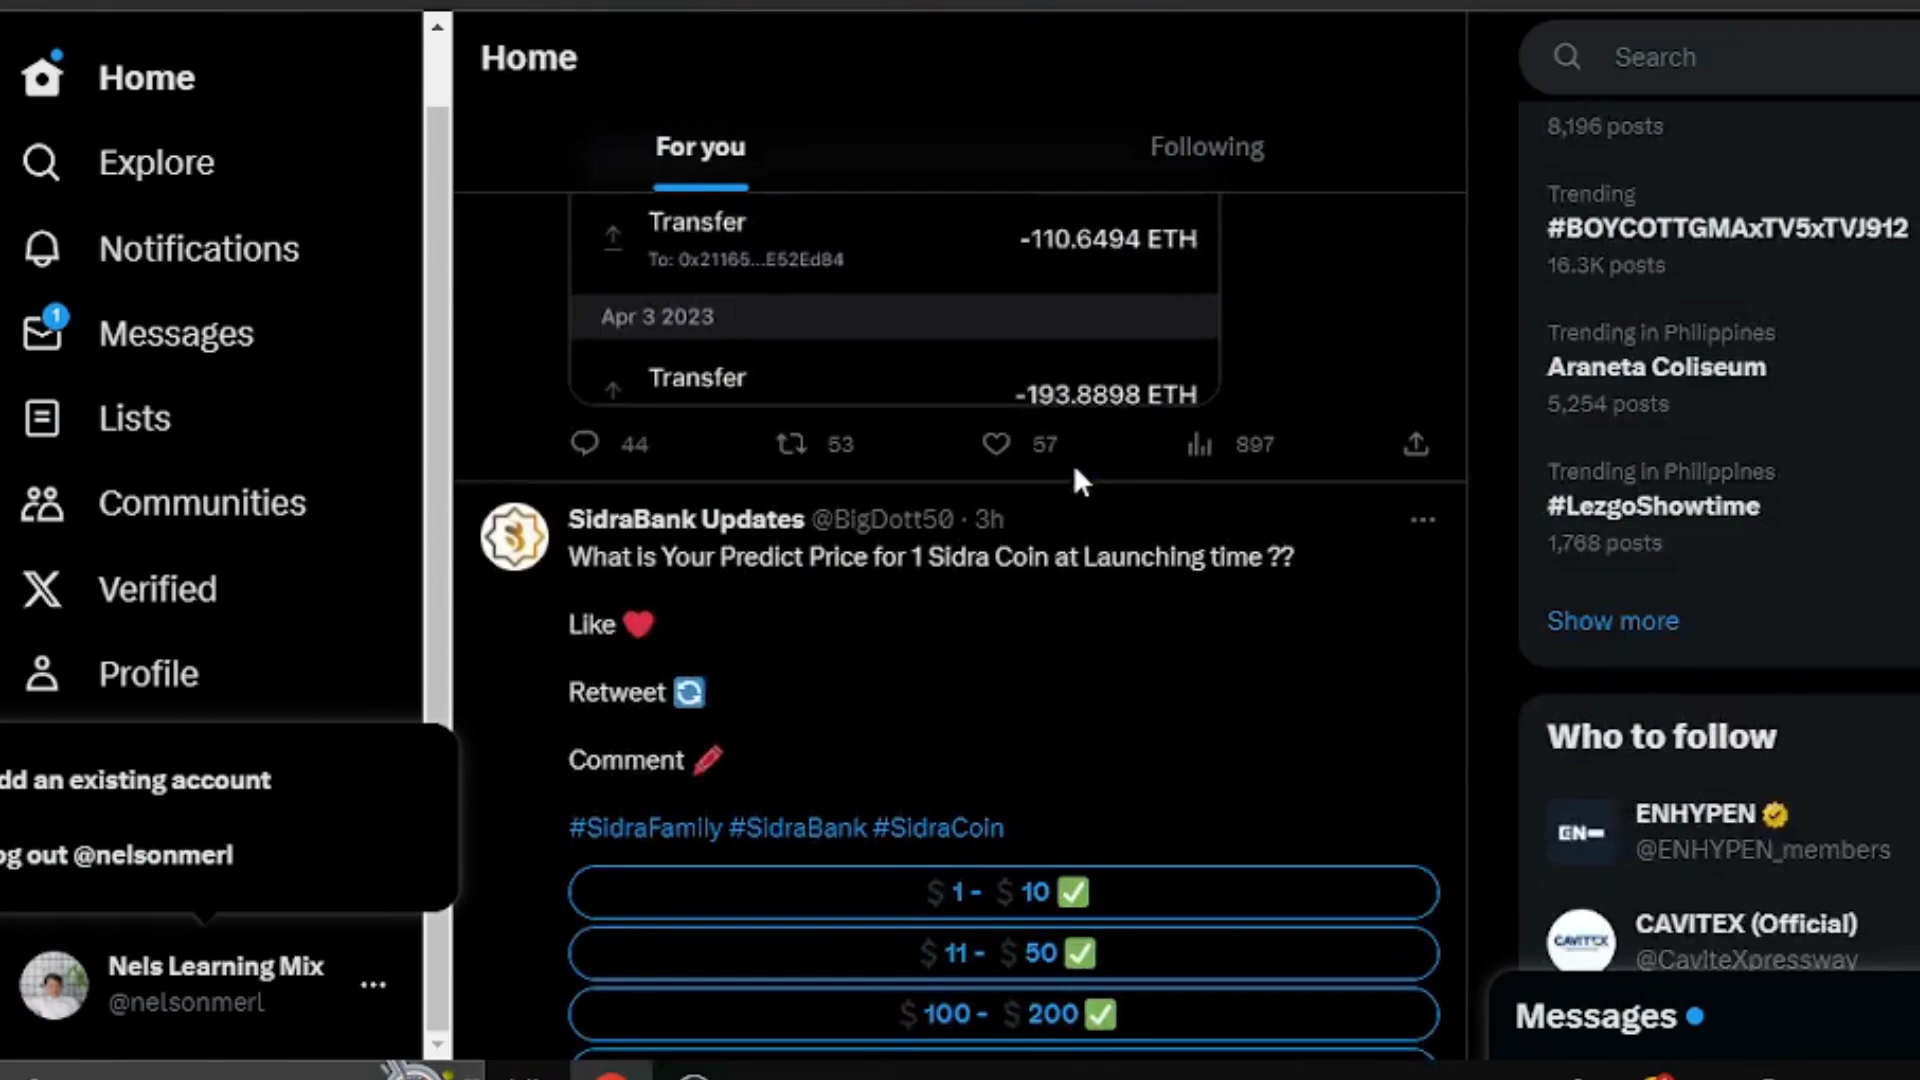 Home
Explore
Notifications
1
Messages
Lists
Communities
Verified
Profile
dd an existing account
og out @nelsonmerl
Nels Learning Mix
@nelsonmerl
Home
For you
Following
Transfer
-110.6494 ETH
To: 0x21165...E52Ed84
Apr 3 2023
Transfer
-193.8898 ETH
44 53 57 897
SidraBank Updates @BigDott50 · 3h
What is Your Predict Price for 1 Sidra Coin at Launching time ??
Like ❤️
Retweet 🔄
Comment 🖍️
#SidraFamily #SidraBank #SidraCoin
$ 1 - $ 10 ✅
$ 11 - $ 50 ✅
$ 100 - $ 200 ✅
Search
8,196 posts
Trending
#BOYCOTTGMAxTV5xTVJ912
16.3K posts
Trending in Philippines
Araneta Coliseum
5,254 posts
Trending in Philippines
#LezgoShowtime
1,768 posts
Show more
Who to follow
ENHYPEN
@ENHYPEN_members
CAVITEX
CAVITEX (Official)
@CaviteXpressway
Messages